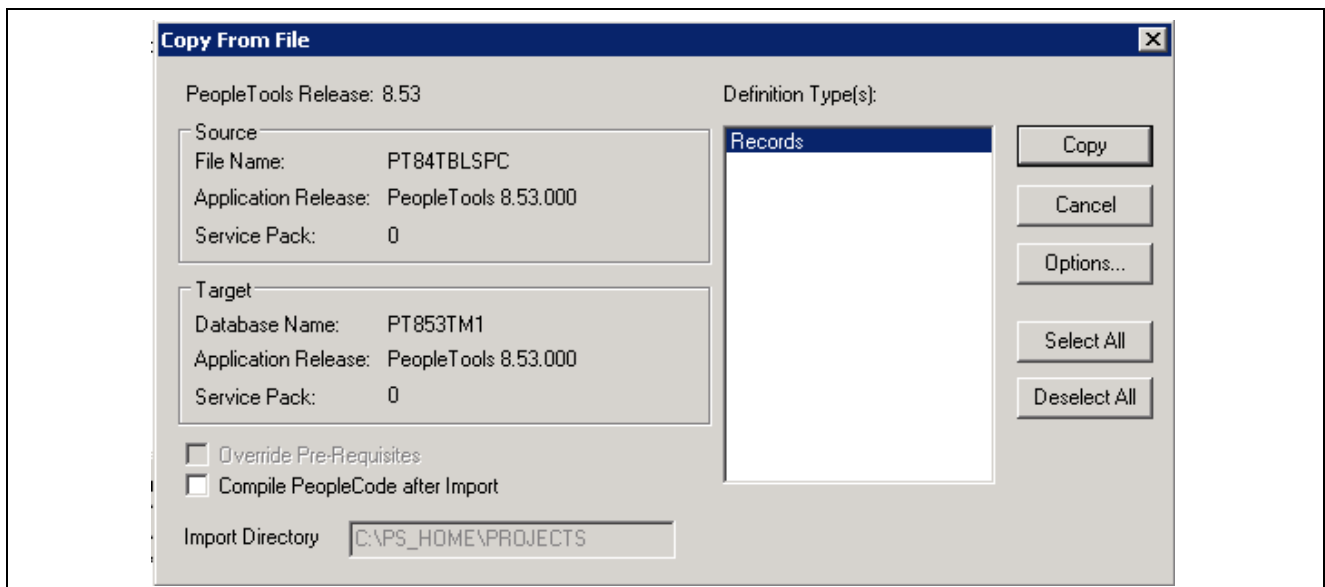 Copy From File
PeopleTools Release: 8.53
Source
File Name: PT84TBLSPC
Application Release: PeopleTools 8.53.000
Service Pack: 0
Target
Database Name: PT853TM1
Application Release: PeopleTools 8.53.000
Service Pack: 0
Override Pre-Requisites
Compile PeopleCode after Import
Import Directory C:\PS_HOME\PROJECTS
Definition Type(s):
Records
Copy
Cancel
Options...
Select All
Deselect All